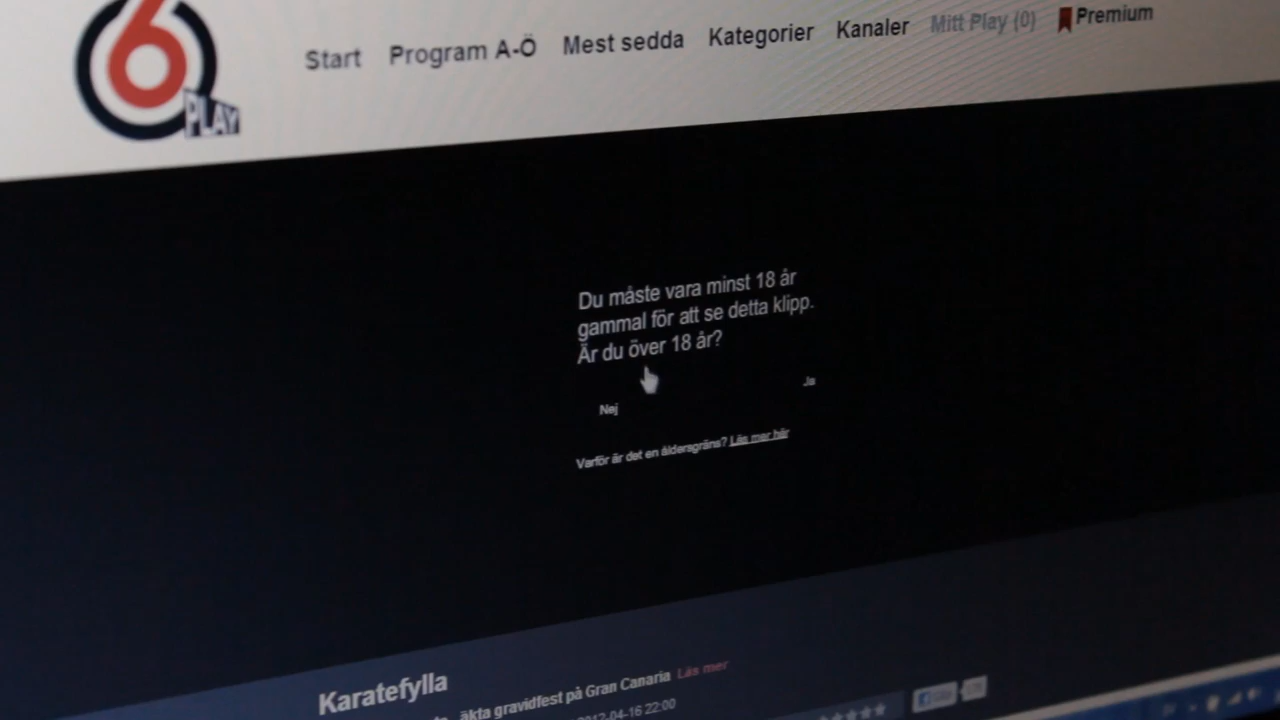 6
PLAY
Start Program A-Ö Mest sedda Kategorier Kanaler Mitt Play (0) Premium
Du måste vara minst 18 år
gammal för att se detta klipp.
Är du över 18 år?
Nej Ja
Varför är det en åldersgräns? Läs mer här
Karatefylla
äkta gravidfest på Gran Canaria Läs mer
2012-04-16 22:00